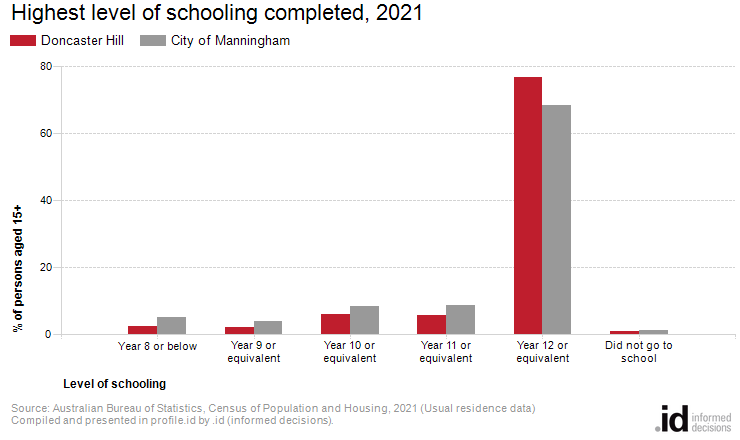 Highest level of schooling completed, 2021
Doncaster Hill City of Manningham
80
60
40
20
0
% of persons aged 15+
Year 8 or below
Year 9 or
equivalent
Year 10 or
equivalent
Year 11 or
equivalent
Year 12 or
equivalent
Did not go to
school
Level of schooling
Source: Australian Bureau of Statistics, Census of Population and Housing, 2021 (Usual residence data)
Compiled and presented in profile.id by .id (informed decisions).
.id informed
decisions